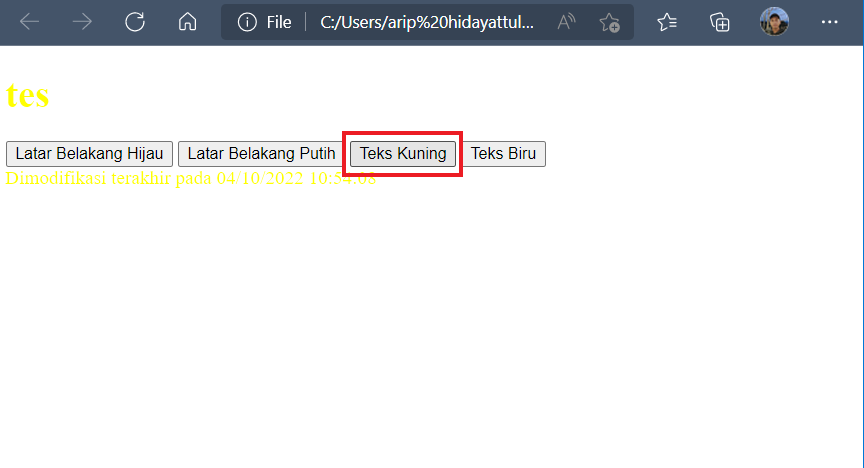 File C:/Users/arip%20hidayattul...
tes
Latar Belakang Hijau Latar Belakang Putih Teks Kuning Teks Biru
Dimodifikasi terakhir pada 04/10/2022 10:54:08